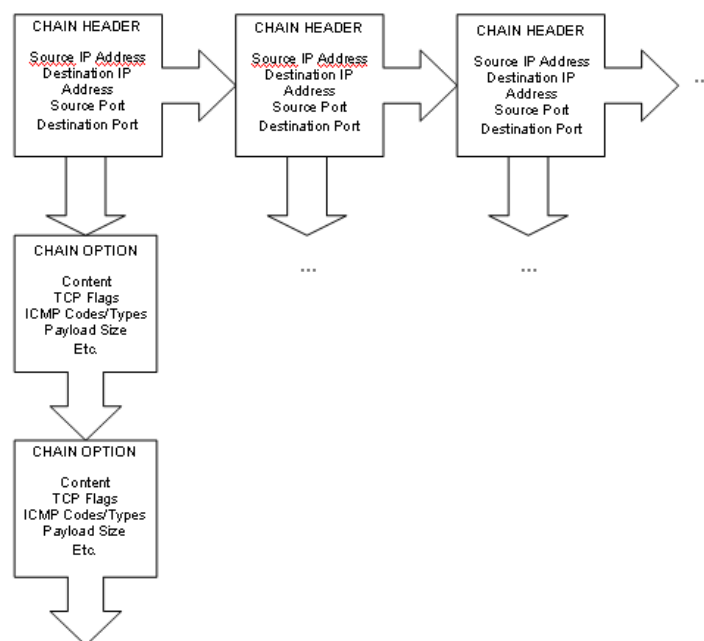 CHAIN HEADER
Source IP Address
Destination IP
Address
Source Port
Destination Port
CHAIN HEADER
Source IP Address
Destination IP
Address
Source Port
Destination Port
CHAIN HEADER
Source IP Address
Destination IP
Address
Source Port
Destination Port
...
CHAIN OPTION
Content
TCP Flags
ICMP Codes/Types
Payload Size
Etc.
...
...
CHAIN OPTION
Content
TCP Flags
ICMP Codes/Types
Payload Size
Etc.